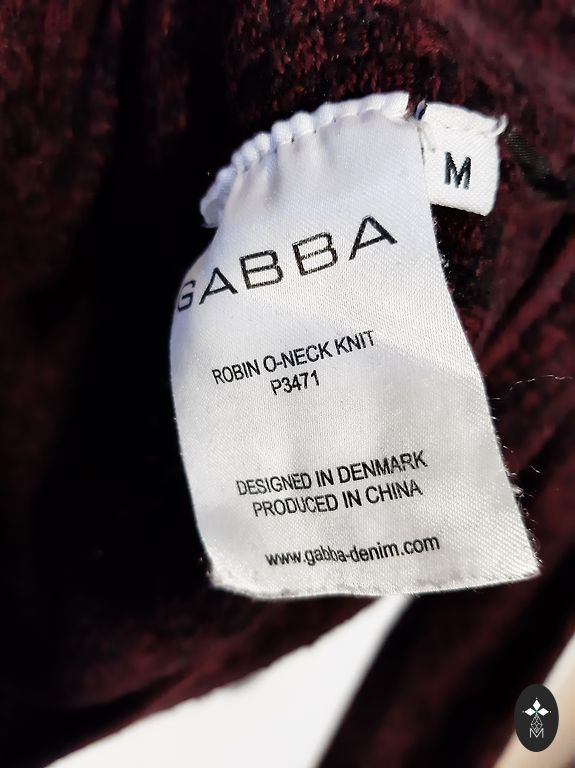 M
GABBA
ROBIN O-NECK KNIT
P3471
DESIGNED IN DENMARK
PRODUCED IN CHINA
www.gabba-denim.com
M